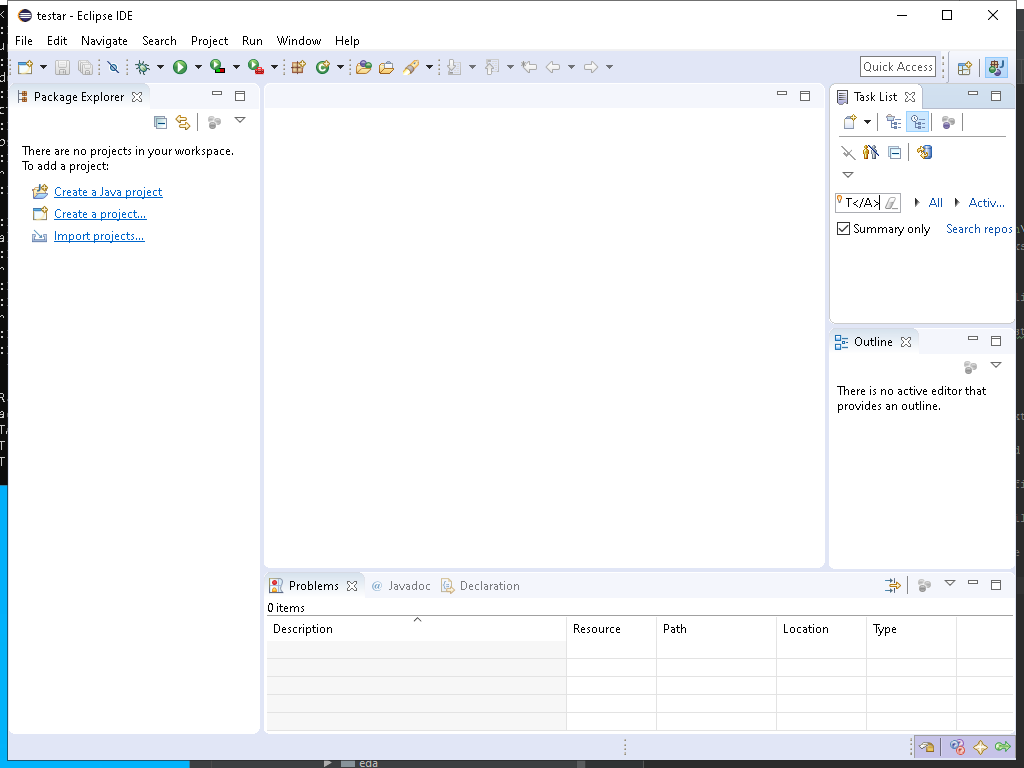 testar - Eclipse IDE
File Edit Navigate Search Project Run Window Help
Quick Access
Package Explorer
There are no projects in your workspace.
To add a project:
Create a Java project
Create a project...
Import projects...
Task List
T</A>
All
Activ...
Summary only
Search repos
Outline
There is no active editor that
provides an outline.
Problems
@ Javadoc
Declaration
0 items
Description Resource Path Location Type
eda